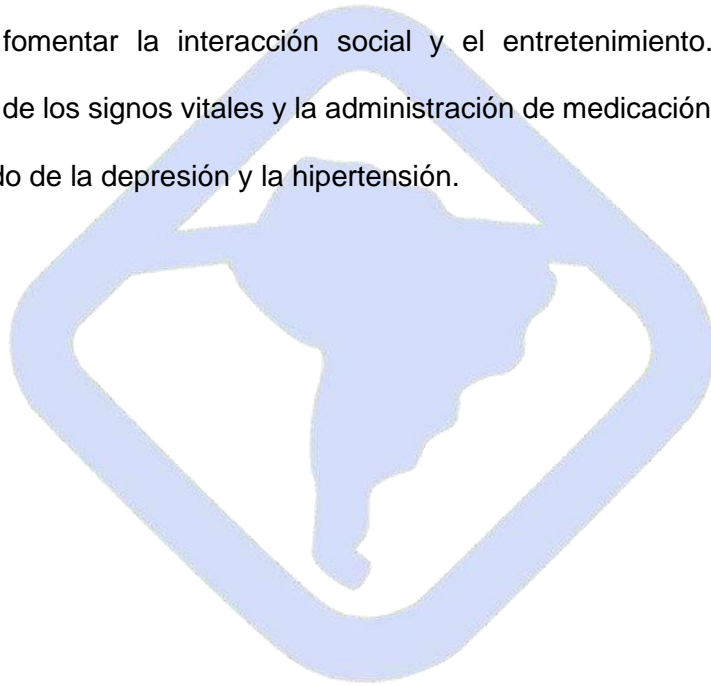 fomentar la interacción social y el entretenimiento.
de los signos vitales y la administración de medicación
do de la depresión y la hipertensión.